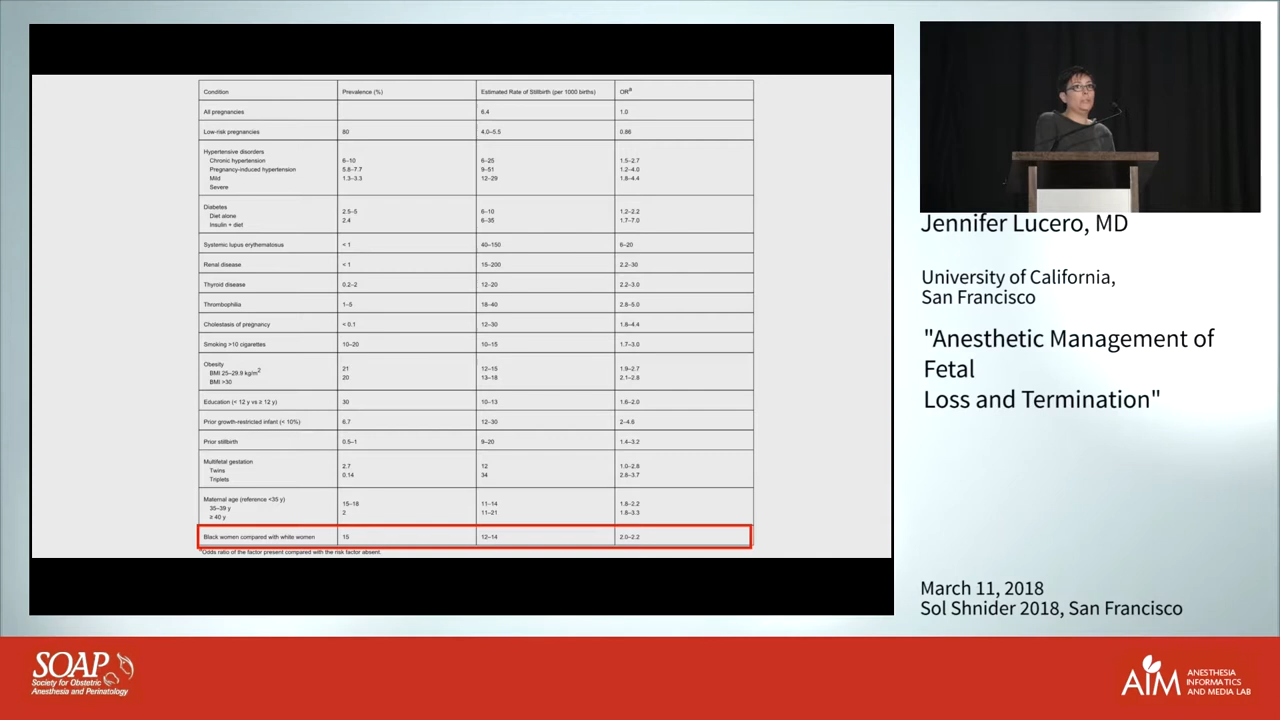 Condition Prevalence (%) Estimated Rate of Stillbirth (per 1000 births) ORa
All pregnancies 6.4 1.0
Low-risk pregnancies 80 4.0–5.5 0.86
Hypertensive disorders
Chronic hypertension 6–10 6–25 1.5–2.7
Pregnancy-induced hypertension 5.8–7.7 9–51 1.2–4.0
Mild 1.3–3.3 12–29 1.8–4.4
Severe
Diabetes
Diet alone 2.5–5 6–10 1.2–2.2
Insulin + diet 2.4 6–35 1.7–7.0
Systemic lupus erythematosus < 1 40–150 6–20
Renal disease < 1 15–200 2.2–30
Thyroid disease 0.2–2 12–20 2.2–3.0
Thrombophilia 1–5 18–40 2.8–5.0
Cholestasis of pregnancy < 0.1 12–30 1.8–4.4
Smoking >10 cigarettes 10–20 10–15 1.7–3.0
Obesity
BMI 25–29.9 kg/m2 21 12–15 1.9–2.7
BMI >30 20 13–18 2.1–2.8
Education (< 12 y vs ≥ 12 y) 30 10–13 1.6–2.0
Prior growth-restricted infant (< 10%) 6.7 12–30 2–4.6
Prior stillbirth 0.5–1 9–20 1.4–3.2
Multifetal gestation
Twins 2.7 12 1.0–2.8
Triplets 0.14 34 2.8–3.7
Maternal age (reference <35 y)
35–39 y 15–18 11–14 1.8–2.2
≥ 40 y 2 11–21 1.8–3.3
Black women compared with white women 15 12–14 2.0–2.2
Odds ratio of the factor present compared with the risk factor absent.
Jennifer Lucero, MD
University of California,
San Francisco
"Anesthetic Management of
Fetal
Loss and Termination"
March 11, 2018
Sol Shnider 2018, San Francisco
SOAP
Society for Obstetric
Anesthesia and Perinatology
AIM
ANESTHESIA
INFORMATICS
AND MEDIA LAB